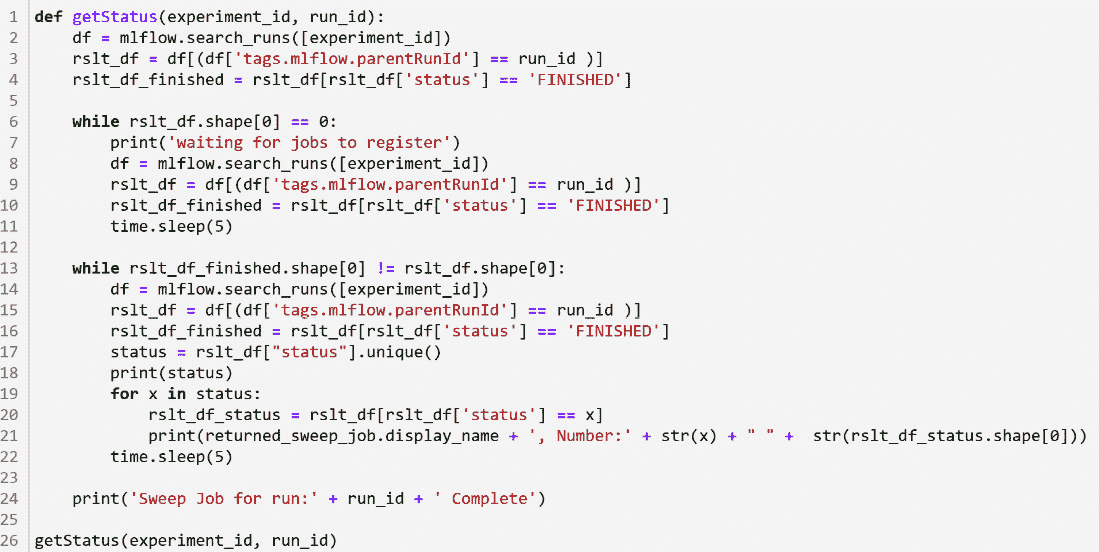 1 def getStatus(experiment_id, run_id):
2     df = mlflow.search_runs([experiment_id])
3     rslt_df = df[(df['tags.mlflow.parentRunId'] == run_id )]
4     rslt_df_finished = rslt_df[rslt_df['status'] == 'FINISHED']
5
6     while rslt_df.shape[0] == 0:
7         print('waiting for jobs to register')
8         df = mlflow.search_runs([experiment_id])
9         rslt_df = df[(df['tags.mlflow.parentRunId'] == run_id )]
10         rslt_df_finished = rslt_df[rslt_df['status'] == 'FINISHED']
11         time.sleep(5)
12
13     while rslt_df_finished.shape[0] != rslt_df.shape[0]:
14         df = mlflow.search_runs([experiment_id])
15         rslt_df = df[(df['tags.mlflow.parentRunId'] == run_id )]
16         rslt_df_finished = rslt_df[rslt_df['status'] == 'FINISHED']
17         status = rslt_df["status"].unique()
18         print(status)
19         for x in status:
20             rslt_df_status = rslt_df[rslt_df['status'] == x]
21             print(returned_sweep_job.display_name + ', Number:' + str(x) + " " +  str(rslt_df_status.shape[0]))
22         time.sleep(5)
23
24     print('Sweep Job for run:' + run_id + ' Complete')
25
26 getStatus(experiment_id, run_id)